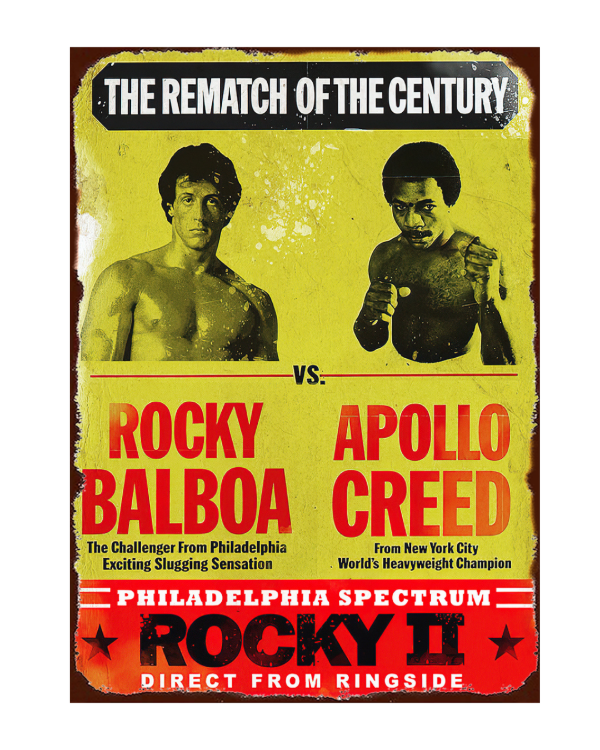 THE REMATCH OF THE CENTURY
VS.
ROCKY
BALBOA
The Challenger From Philadelphia
Exciting Slugging Sensation
APOLLO
CREED
From New York City
World's Heavyweight Champion
PHILADELPHIA SPECTRUM
ROCKY II
DIRECT FROM RINGSIDE